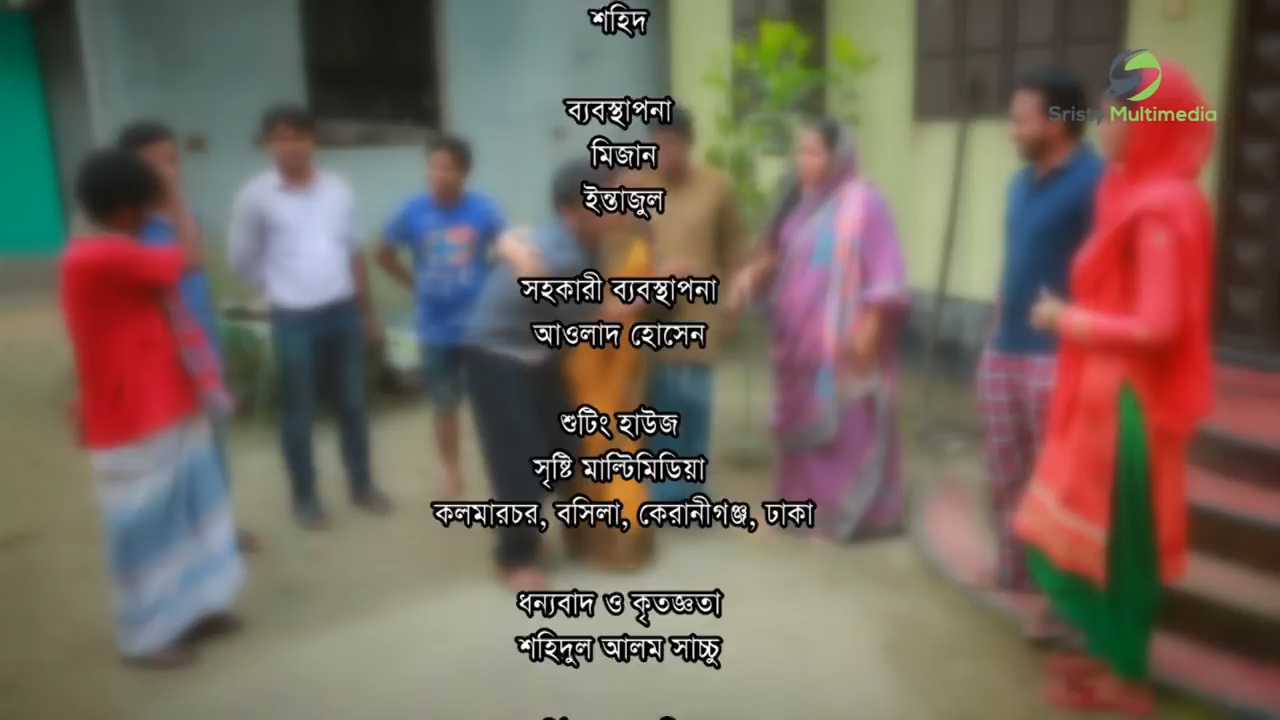 শহিদ
Sristy Multimedia
ব্যবস্থাপনা
মিজান
ইন্তাজুল
সহকারী ব্যবস্থাপনা
আওলাদ হোসেন
শুটিং হাউজ
সৃষ্টি মাল্টিমিডিয়া
কলমারচর, বসিলা, কেরানীগঞ্জ, ঢাকা
ধন্যবাদ ও কৃতজ্ঞতা
শহিদুল আলম সাচ্চু